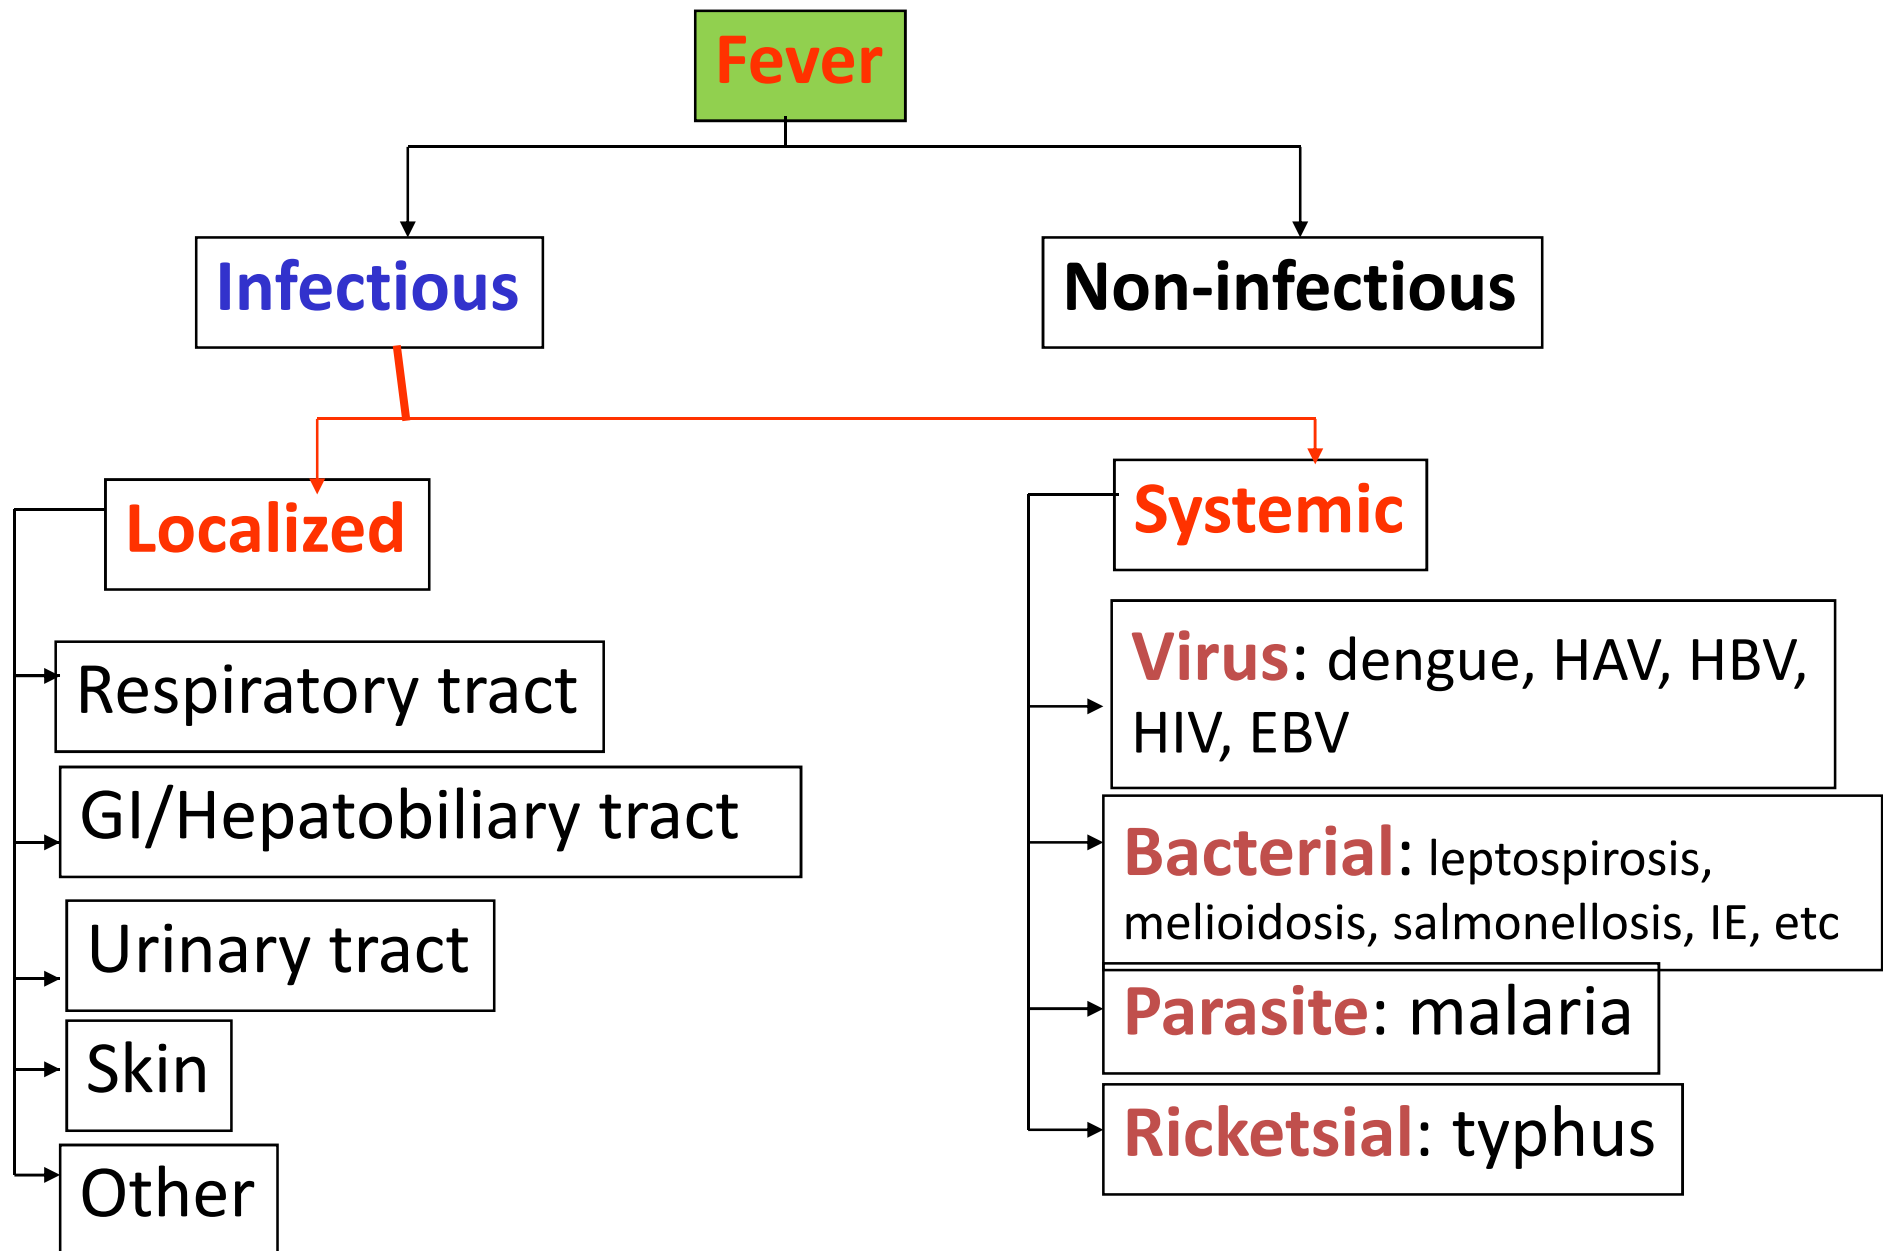 Fever
Infectious
Non-infectious
Localized
Respiratory tract
GI/Hepatobiliary tract
Urinary tract
Skin
Other
Systemic
Virus: dengue, HAV, HBV,
HIV, EBV
Bacterial: leptospirosis,
melioidosis, salmonellosis, IE, etc
Parasite: malaria
Ricketsial: typhus